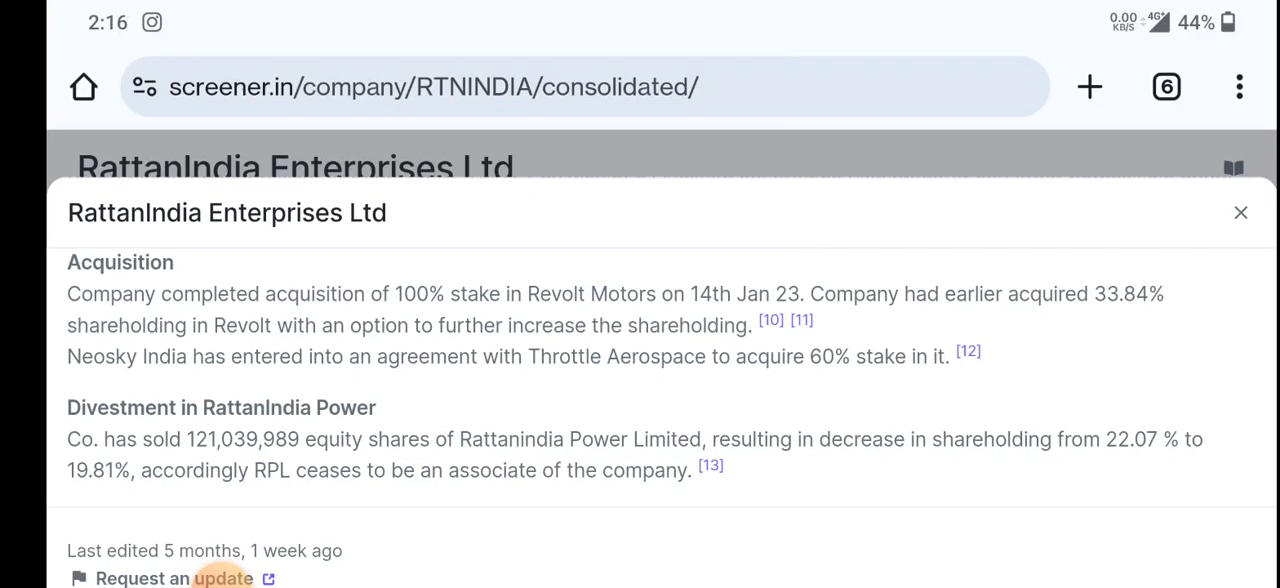 2:16
0.00 KB/S 4G+ 44%
screener.in/company/RTNINDIA/consolidated/
6
RattanIndia Enterprises Ltd
RattanIndia Enterprises Ltd
Acquisition
Company completed acquisition of 100% stake in Revolt Motors on 14th Jan 23. Company had earlier acquired 33.84%
shareholding in Revolt with an option to further increase the shareholding. [10] [11]
Neosky India has entered into an agreement with Throttle Aerospace to acquire 60% stake in it. [12]
Divestment in RattanIndia Power
Co. has sold 121,039,989 equity shares of Rattanindia Power Limited, resulting in decrease in shareholding from 22.07 % to
19.81%, accordingly RPL ceases to be an associate of the company. [13]
Last edited 5 months, 1 week ago
Request an update